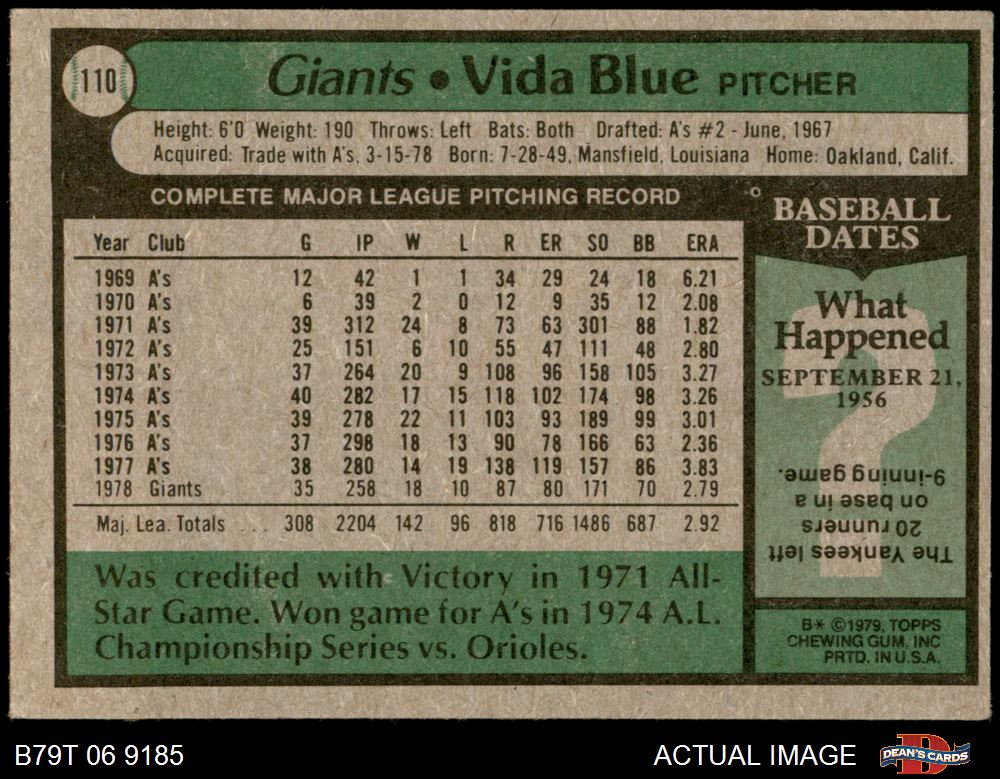 110
Giants • Vida Blue PITCHER
Height: 6'0 Weight: 190 Throws: Left Bats: Both Drafted: A's #2 - June, 1967
Acquired: Trade with A's, 3-15-78 Born: 7-28-49, Mansfield, Louisiana Home: Oakland, Calif.
COMPLETE MAJOR LEAGUE PITCHING RECORD
Year Club G IP W L R ER SO BB ERA
1969 A's 12 42 1 1 34 29 24 18 6.21
1970 A's 6 39 2 0 12 9 35 12 2.08
1971 A's 39 312 24 8 73 63 301 88 1.82
1972 A's 25 151 6 10 55 47 111 48 2.80
1973 A's 37 264 20 9 108 96 158 105 3.27
1974 A's 40 282 17 15 118 102 174 98 3.26
1975 A's 39 278 22 11 103 93 189 99 3.01
1976 A's 37 298 18 13 90 78 166 63 2.36
1977 A's 38 280 14 19 138 119 157 86 3.83
1978 Giants 35 258 18 10 87 80 171 70 2.79
Maj. Lea. Totals ... 308 2204 142 96 818 716 1486 687 2.92
Was credited with Victory in 1971 All-
Star Game. Won game for A's in 1974 A.L.
Championship Series vs. Orioles.
BASEBALL
DATES
What
Happened
SEPTEMBER 21,
1956
?
The Yankees left
20 runners
on base in a
9-inning game.
B* ©1979, TOPPS
CHEWING GUM, INC
PRTD. IN U.S.A.
B79T 06 9185
ACTUAL IMAGE
DEAN'S CARDS